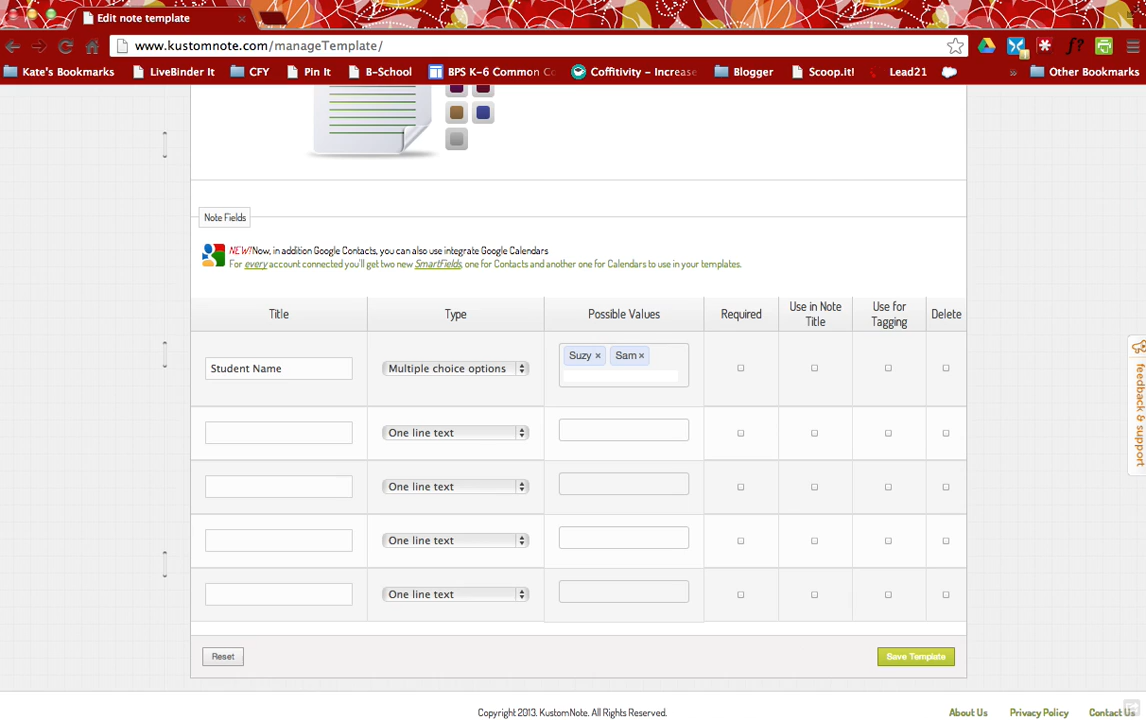 Edit note template
www.kustomnote.com/manageTemplate/
Kate's Bookmarks LiveBinder It CFY Pin It B-School BPS K-6 Common Co Coffitivity – Increase Blogger Scoop.it! Lead21 » Other Bookmarks
Note Fields
NEW!Now, in addition Google Contacts, you can also use integrate Google Calendars
For every account connected you'll get two new SmartFields, one for Contacts and another one for Calendars to use in your templates.
Title Type Possible Values Required Use in Note Title Use for Tagging Delete
Student Name Multiple choice options Suzy × Sam ×
One line text
One line text
One line text
One line text
feedback & support
Reset Save Template
Copyright 2013. KustomNote. All Rights Reserved. About Us Privacy Policy Contact Us